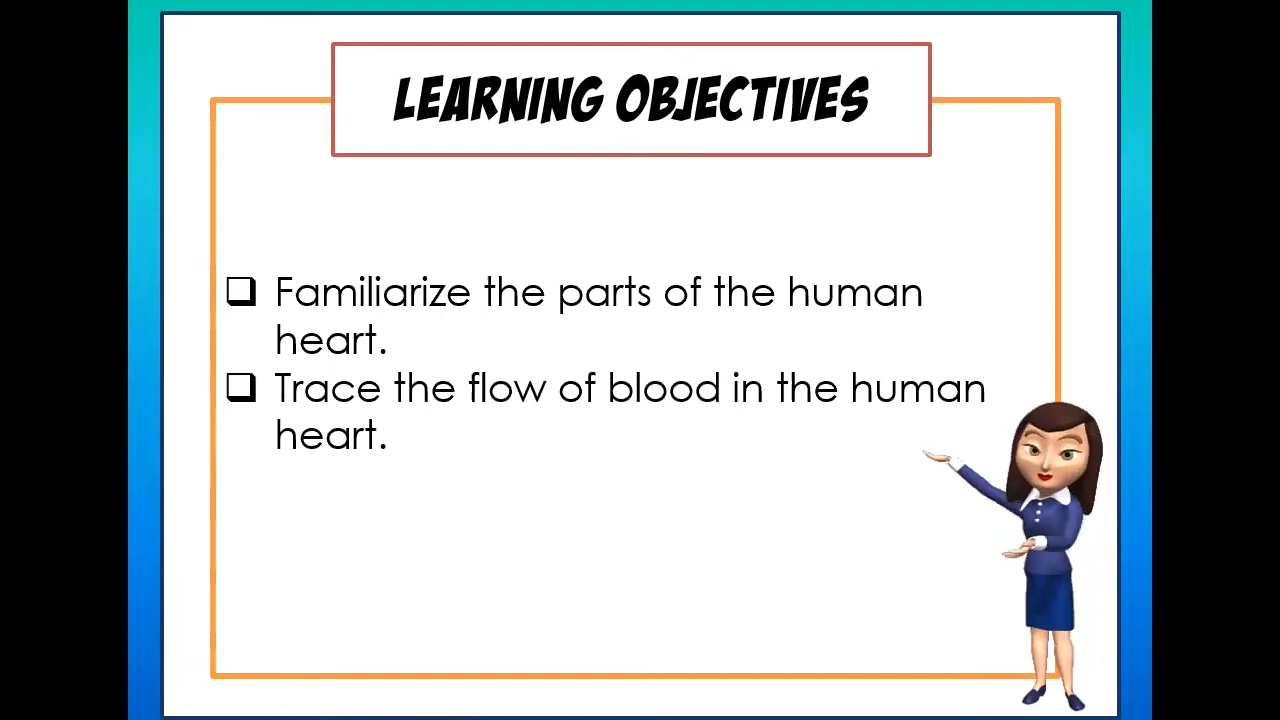 LEARNING OBJECTIVES
❑ Familiarize the parts of the human
heart.
❑ Trace the flow of blood in the human
heart.